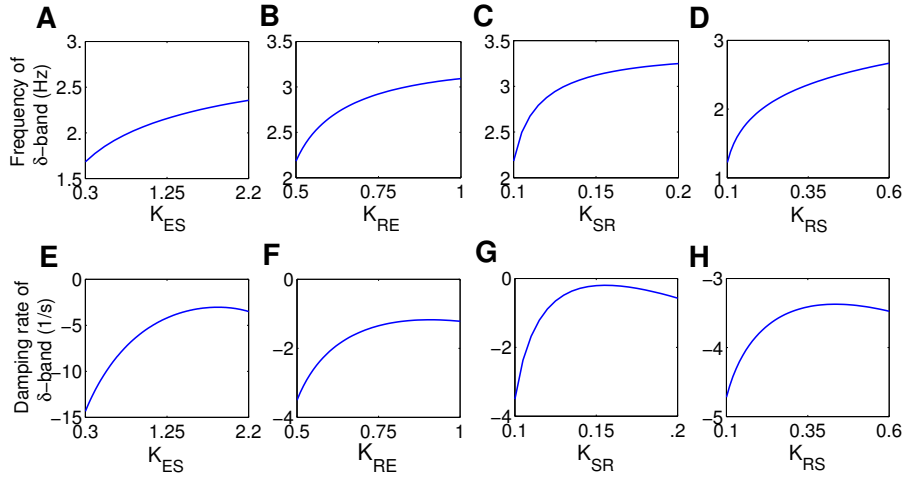 A
B
C
D
Frequency of
δ−band (Hz)
3.
2.5
2
1.5
0.3
1.25
2.2
K_ES
3.5
3
2.5
2
0.5
0.75
1
K_RE
3.5
3
2.5
2
0.1
0.15
0.2
K_SR
3
2
1
0.1
0.35
0.6
K_RS
E
F
G
H
Damping rate of
δ−band (1/s)
0
−5
−10
−15
0.3
1.25
2.2
K_ES
0
−2
−4
0.5
0.75
1
K_RE
0
−2
−4
0.1
0.15
.2
K_SR
−3
−4
−5
0.1
0.35
0.6
K_RS